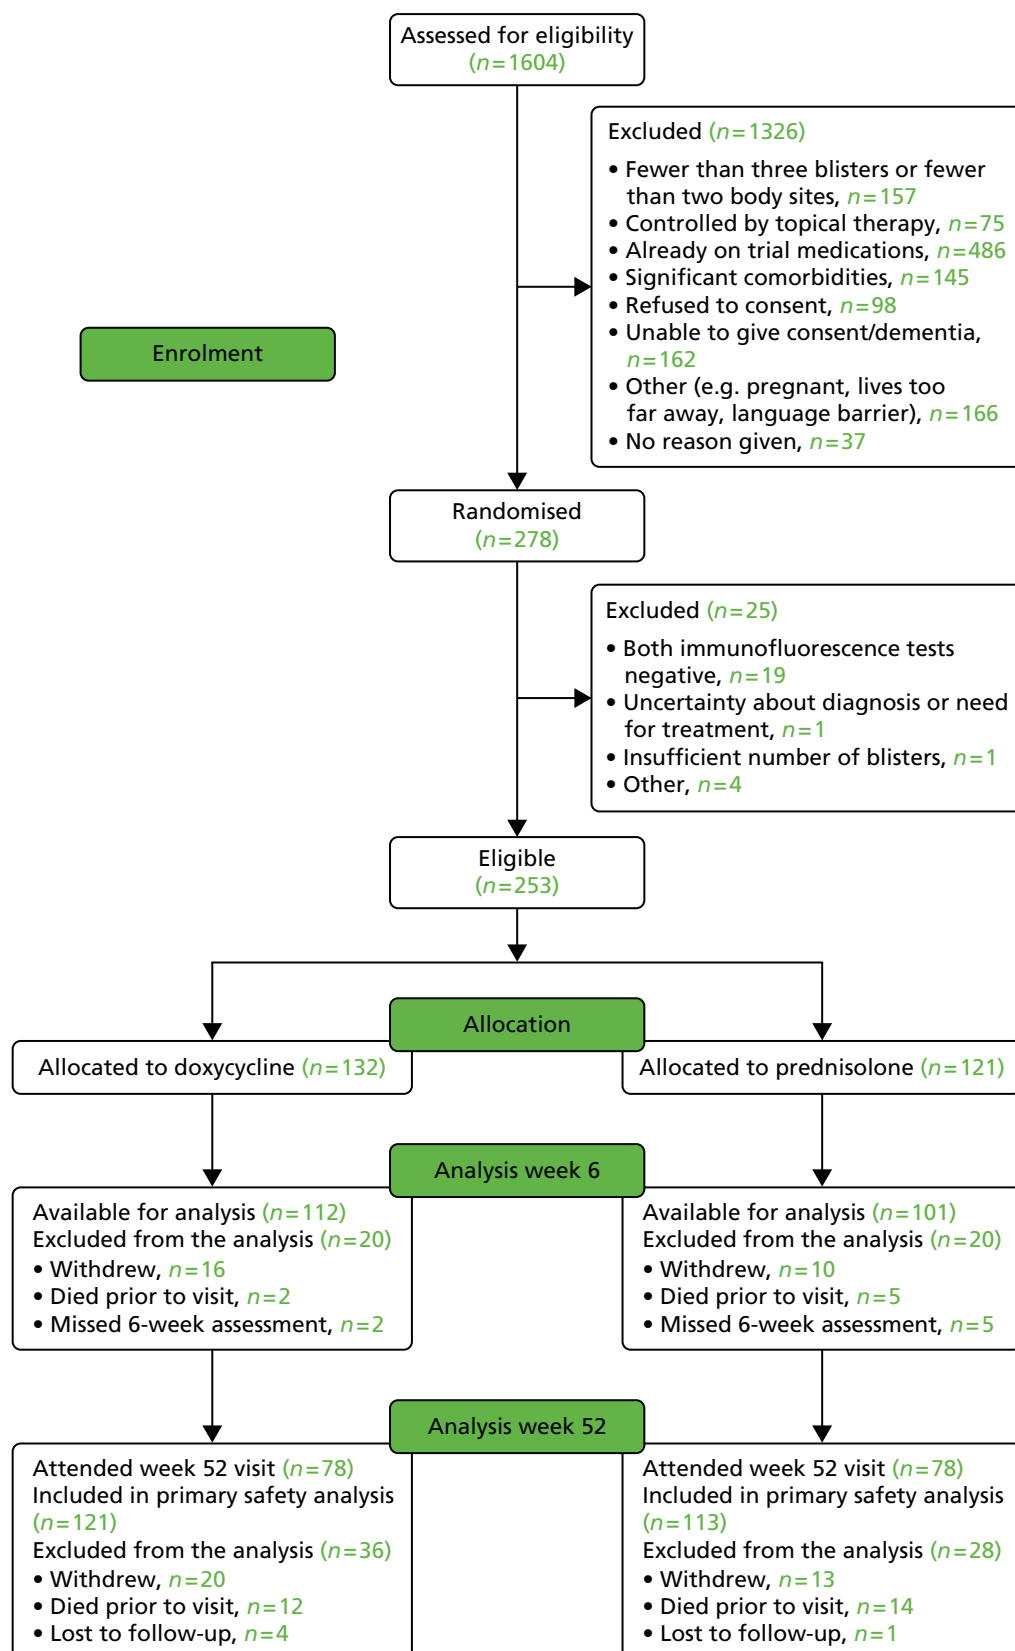 Assessed for eligibility
(n=1604)
Excluded (n=1326)
• Fewer than three blisters or fewer
than two body sites, n=157
• Controlled by topical therapy, n=75
• Already on trial medications, n=486
• Significant comorbidities, n=145
• Refused to consent, n=98
• Unable to give consent/dementia,
n=162
• Other (e.g. pregnant, lives too
far away, language barrier), n=166
• No reason given, n=37
Enrolment
Randomised
(n=278)
Excluded (n=25)
• Both immunofluorescence tests
negative, n=19
• Uncertainty about diagnosis or need
for treatment, n=1
• Insufficient number of blisters, n=1
• Other, n=4
Eligible
(n=253)
Allocation
Allocated to doxycycline (n=132)
Allocated to prednisolone (n=121)
Analysis week 6
Available for analysis (n=112)
Excluded from the analysis (n=20)
• Withdrew, n=16
• Died prior to visit, n=2
• Missed 6-week assessment, n=2
Available for analysis (n=101)
Excluded from the analysis (n=20)
• Withdrew, n=10
• Died prior to visit, n=5
• Missed 6-week assessment, n=5
Analysis week 52
Attended week 52 visit (n=78)
Included in primary safety analysis
(n=121)
Excluded from the analysis (n=36)
• Withdrew, n=20
• Died prior to visit, n=12
• Lost to follow-up, n=4
Attended week 52 visit (n=78)
Included in primary safety analysis
(n=113)
Excluded from the analysis (n=28)
• Withdrew, n=13
• Died prior to visit, n=14
• Lost to follow-up, n=1